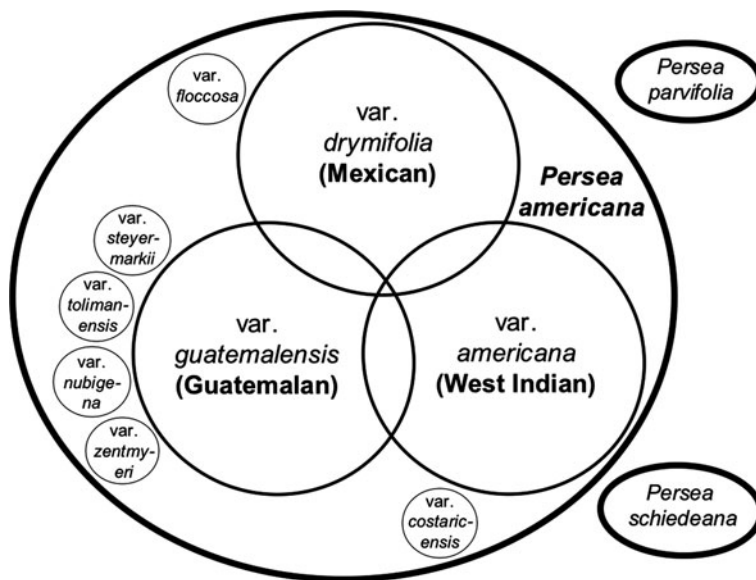 var.
floccosa
var.
drymifolia
(Mexican)
Persea
parvifolia
Persea
americana
var.
steyer-
markii
var.
toliman-
ensis
var.
nubige-
na
var.
zentmy-
eri
var.
guatemalensis
(Guatemalan)
var.
americana
(West Indian)
var.
costaric-
ensis
Persea
schiedeana